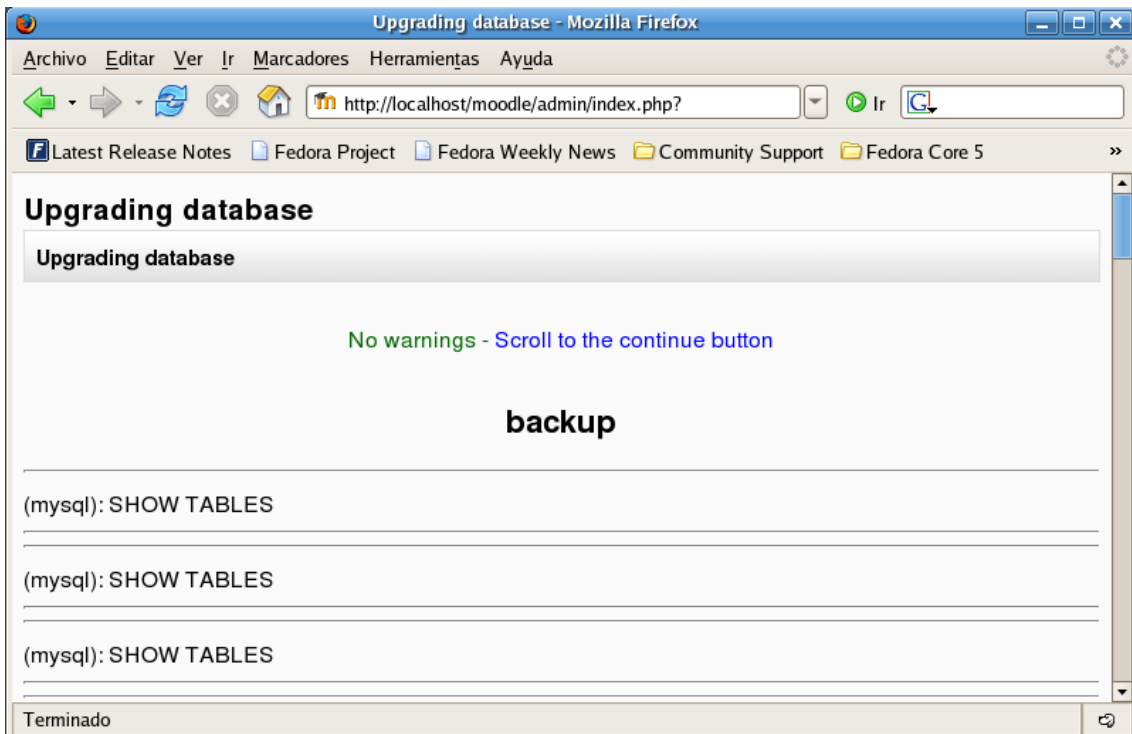 Upgrading database - Mozilla Firefox
Archivo Editar Ver Ir Marcadores Herramientas Ayuda
http://localhost/moodle/admin/index.php? Ir
Latest Release Notes Fedora Project Fedora Weekly News Community Support Fedora Core 5 »
Upgrading database
Upgrading database
No warnings - Scroll to the continue button
backup
(mysql): SHOW TABLES
(mysql): SHOW TABLES
(mysql): SHOW TABLES
Terminado